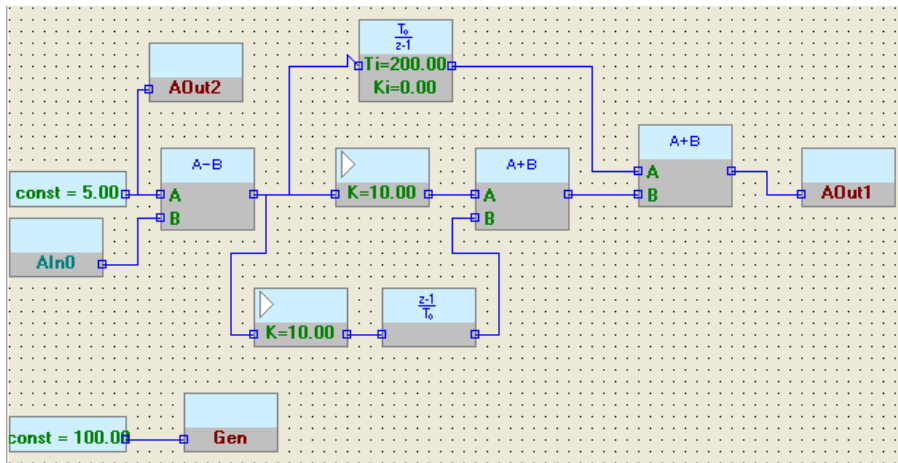 T₀
z-1
Ti=200.00
Ki=0.00
AOut2
A-B
A
B
const = 5.00
AIn0
K=10.00
A+B
A
B
A+B
A
B
AOut1
K=10.00
z-1
T₀
const = 100.00
Gen